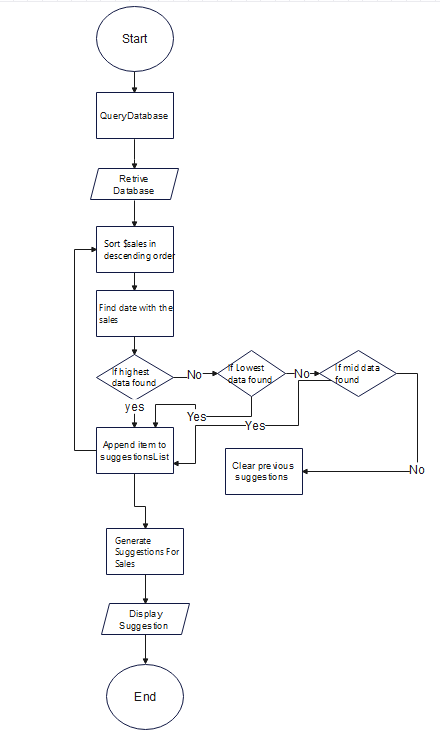 Start
QueryDatabase
Retrive
Database
Sort $sales in
descending order
Find date with the
sales
If highest
data found
No
If Lowest
data found
No
If mid data
found
yes
Yes
Yes
Append item to
suggestionsList
Clear previous
suggestions
No
Generate
Suggestions For
Sales
Display
Suggestion
End